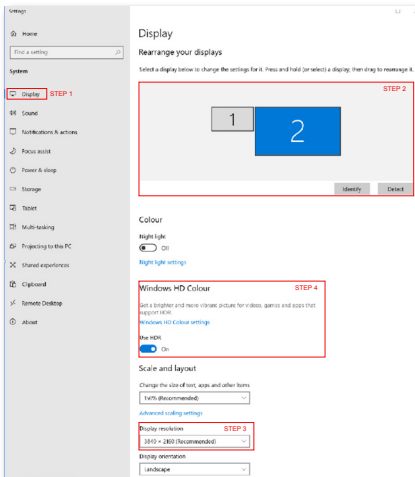 Settings
Home
Find a setting
System
Display STEP 1
Sound
Notifications & actions
Focus assist
Power & sleep
Storage
Tablet
Multi-tasking
Projecting to this PC
Shared experiences
Clipboard
Remote Desktop
About
Display
Rearrange your displays
Select a display below to change the settings for it. Press and hold (or select) a display, then drag to rearrange it.
STEP 2
1
2
Identify Detect
Colour
Night light
Off
Night light settings
Windows HD Colour STEP 4
Get a brighter and more vibrant picture for videos, games and apps that
support HDR.
Windows HD Colour settings
Use HDR
On
Scale and layout
Change the size of text, apps and other items
(Recommended)
Advanced scaling settings
Display resolution STEP 3
3840 × 2160 (Recommended)
Display orientation
Landscape